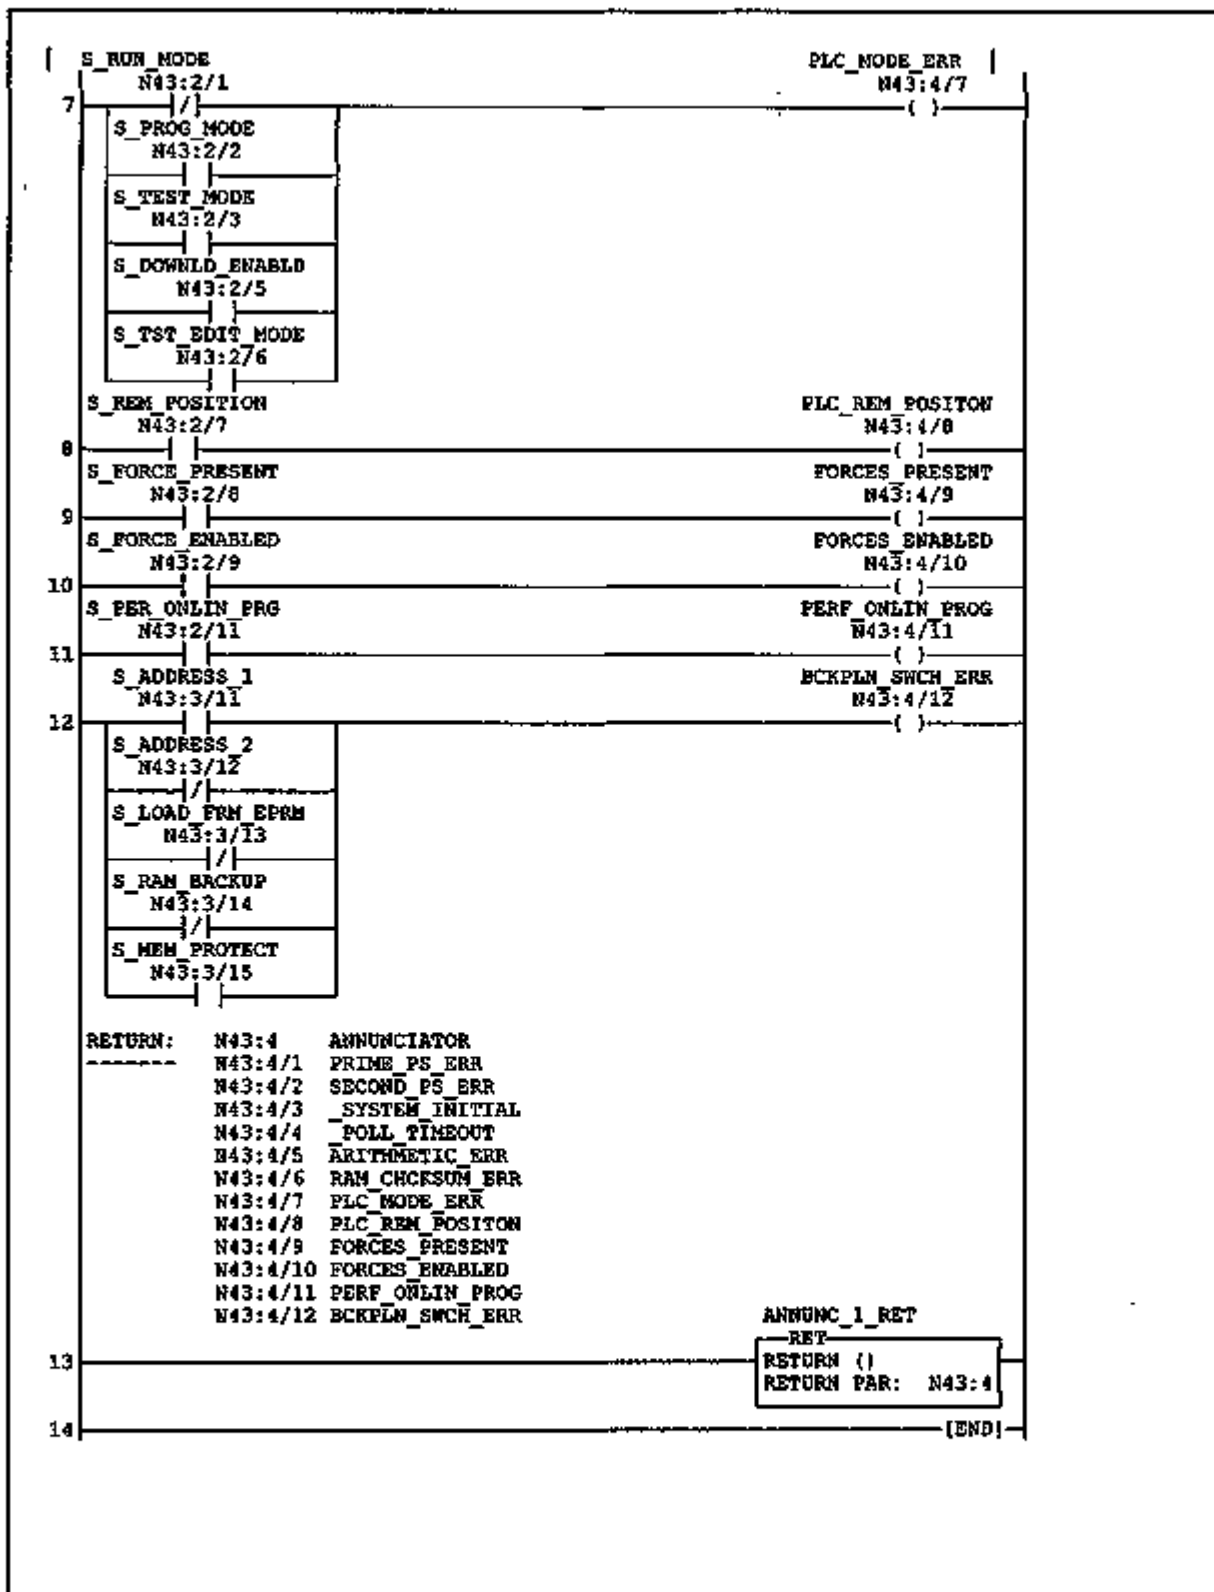 S_RUN_MODE PLC_MODE_ERR
N43:2/1 N43:4/7
7
S_PROG_MODE
N43:2/2
S_TEST_MODE
N43:2/3
S_DOWNLD_ENABLD
N43:2/5
S_TST_EDIT_MODE
N43:2/6
S_REM_POSITION PLC_REM_POSITON
N43:2/7 N43:4/8
8
S_FORCE_PRESENT FORCES_PRESENT
N43:2/8 N43:4/9
9
S_FORCE_ENABLED FORCES_ENABLED
N43:2/9 N43:4/10
10
S_PER_ONLIN_PRG PERF_ONLIN_PROG
N43:2/11 N43:4/11
11
S_ADDRESS_1 BCKPLN_SWCH_ERR
N43:3/11 N43:4/12
12
S_ADDRESS_2
N43:3/12
S_LOAD_FRM_EPRM
N43:3/13
S_RAM_BACKUP
N43:3/14
S_MEM_PROTECT
N43:3/15
RETURN: N43:4 ANNUNCIATOR
------- N43:4/1 PRIME_PS_ERR
N43:4/2 SECOND_PS_ERR
N43:4/3 _SYSTEM_INITIAL
N43:4/4 _POLL_TIMEOUT
N43:4/5 ARITHMETIC_ERR
N43:4/6 RAM_CHCKSUM_ERR
N43:4/7 PLC_MODE_ERR
N43:4/8 PLC_REM_POSITON
N43:4/9 FORCES_PRESENT
N43:4/10 FORCES_ENABLED
N43:4/11 PERF_ONLIN_PROG
N43:4/12 BCKPLN_SWCH_ERR
ANNUNC_1_RET
RET
13 RETURN ()
RETURN PAR: N43:4
14 [END]